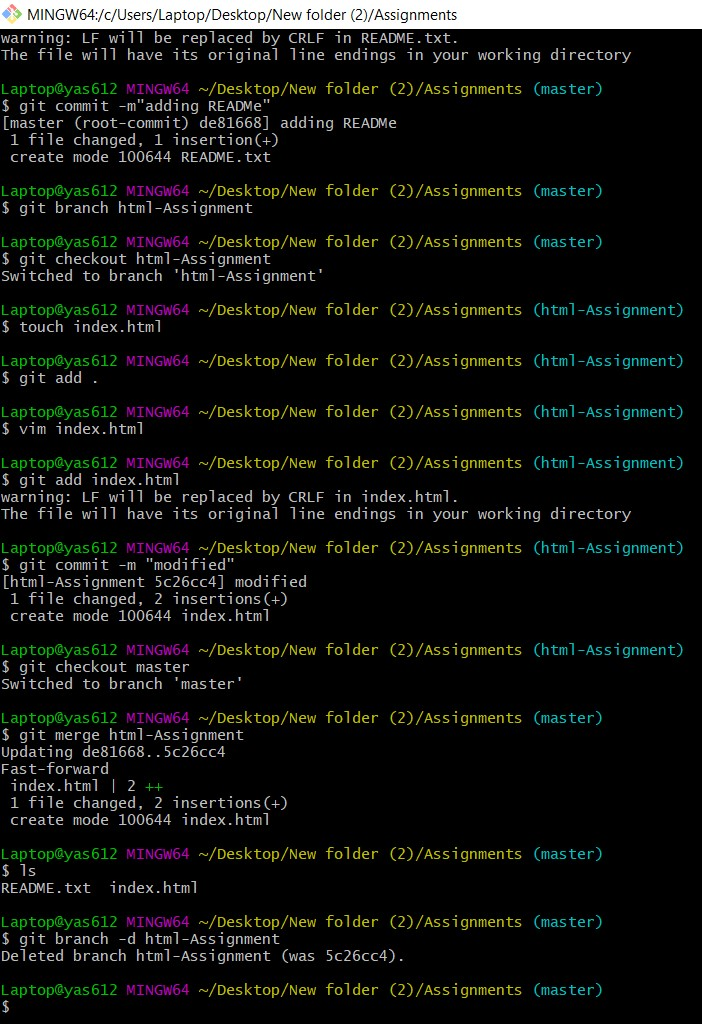 MINGW64:/c/Users/Laptop/Desktop/New folder (2)/Assignments
warning: LF will be replaced by CRLF in README.txt.
The file will have its original line endings in your working directory
Laptop@yas612 MINGW64 ~/Desktop/New folder (2)/Assignments (master)
$ git commit -m"adding READMe"
[master (root-commit) de81668] adding READMe
 1 file changed, 1 insertion(+)
 create mode 100644 README.txt
Laptop@yas612 MINGW64 ~/Desktop/New folder (2)/Assignments (master)
$ git branch html-Assignment
Laptop@yas612 MINGW64 ~/Desktop/New folder (2)/Assignments (master)
$ git checkout html-Assignment
Switched to branch 'html-Assignment'
Laptop@yas612 MINGW64 ~/Desktop/New folder (2)/Assignments (html-Assignment)
$ touch index.html
Laptop@yas612 MINGW64 ~/Desktop/New folder (2)/Assignments (html-Assignment)
$ git add .
Laptop@yas612 MINGW64 ~/Desktop/New folder (2)/Assignments (html-Assignment)
$ vim index.html
Laptop@yas612 MINGW64 ~/Desktop/New folder (2)/Assignments (html-Assignment)
$ git add index.html
warning: LF will be replaced by CRLF in index.html.
The file will have its original line endings in your working directory
Laptop@yas612 MINGW64 ~/Desktop/New folder (2)/Assignments (html-Assignment)
$ git commit -m "modified"
[html-Assignment 5c26cc4] modified
 1 file changed, 2 insertions(+)
 create mode 100644 index.html
Laptop@yas612 MINGW64 ~/Desktop/New folder (2)/Assignments (html-Assignment)
$ git checkout master
Switched to branch 'master'
Laptop@yas612 MINGW64 ~/Desktop/New folder (2)/Assignments (master)
$ git merge html-Assignment
Updating de81668..5c26cc4
Fast-forward
 index.html | 2 ++
 1 file changed, 2 insertions(+)
 create mode 100644 index.html
Laptop@yas612 MINGW64 ~/Desktop/New folder (2)/Assignments (master)
$ ls
README.txt  index.html
Laptop@yas612 MINGW64 ~/Desktop/New folder (2)/Assignments (master)
$ git branch -d html-Assignment
Deleted branch html-Assignment (was 5c26cc4).
Laptop@yas612 MINGW64 ~/Desktop/New folder (2)/Assignments (master)
$